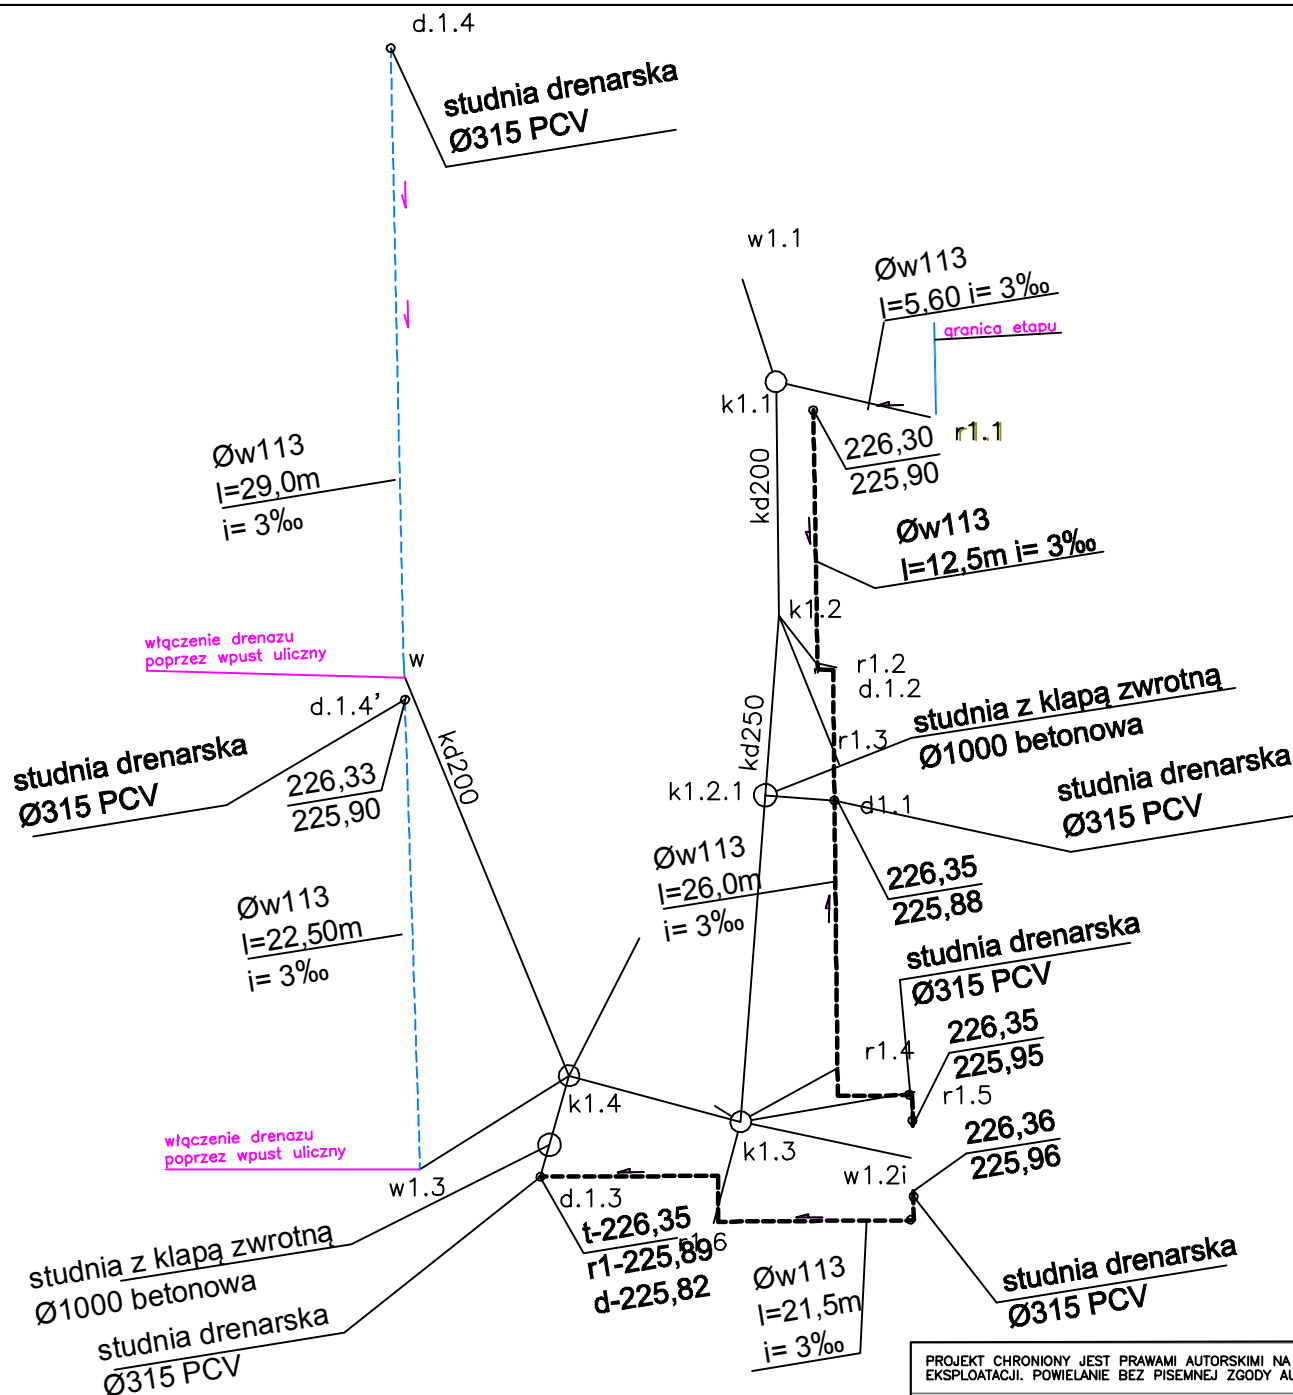 d.1.4
studnia drenarska
Ø315 PCV
w1.1
Øw113
l=5,60 i= 3‰
granica etapu
k1.1
r1.1
226,30
225,90
kd200
Øw113
l=29,0m
i= 3‰
Øw113
l=12,5m i= 3‰
k1.2
włączenie drenazu
poprzez wpust uliczny
w
r1.2
d.1.2
d.1.4'
kd200
kd250
studnia z klapą zwrotną
Ø1000 betonowa
r1.3
studnia drenarska
Ø315 PCV
226,33
225,90
k1.2.1
d1.1
studnia drenarska
Ø315 PCV
Øw113
l=26,0m
i= 3‰
226,35
225,88
Øw113
l=22,50m
i= 3‰
studnia drenarska
Ø315 PCV
226,35
225,95
r1.4
r1.5
k1.4
k1.3
226,36
225,96
włączenie drenazu
poprzez wpust uliczny
w1.3
w1.2i
d.1.3
t-226,35
r1-225,89
d-225,82
r1.6
studnia z klapą zwrotną
Ø1000 betonowa
Øw113
l=21,5m
i= 3‰
studnia drenarska
Ø315 PCV
studnia drenarska
Ø315 PCV
PROJEKT CHRONIONY JEST PRAWAMI AUTORSKIMI NA
EKSPLOATACJI. POWIELANIE BEZ PISEMNEJ ZGODY AU